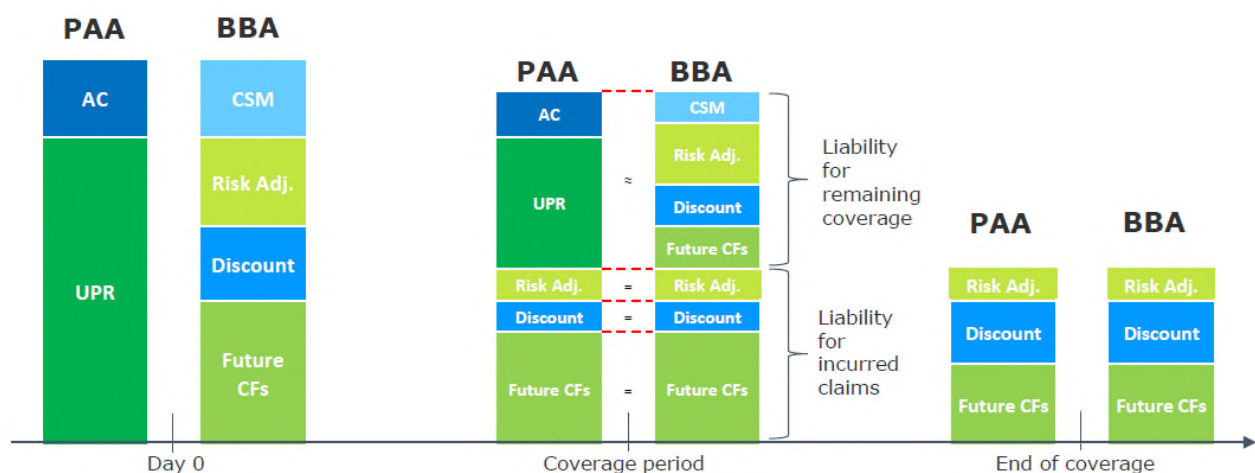 PAA
BBA
AC
UPR
CSM
Risk Adj.
Discount
Future
CFs
Day 0
PAA
BBA
AC
UPR
Risk Adj.
Discount
Future CFs
≈
=
=
=
CSM
Risk Adj.
Discount
Future CFs
Risk Adj.
Discount
Future CFs
Liability
for
remaining
coverage
Liability
for
incurred
claims
Coverage period
PAA
BBA
Risk Adj.
Discount
Future CFs
Risk Adj.
Discount
Future CFs
End of coverage